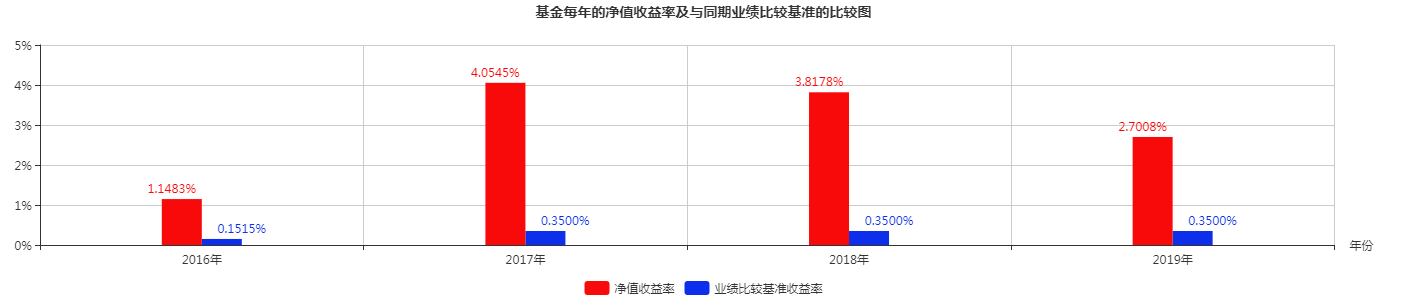 基金每年的净值收益率及与同期业绩比较基准的比较图
5%
4%
3%
2%
1%
0%
1.1483%
0.1515%
4.0545%
0.3500%
3.8178%
0.3500%
2.7008%
0.3500%
2016年
2017年
2018年
2019年
年份
净值收益率
业绩比较基准收益率